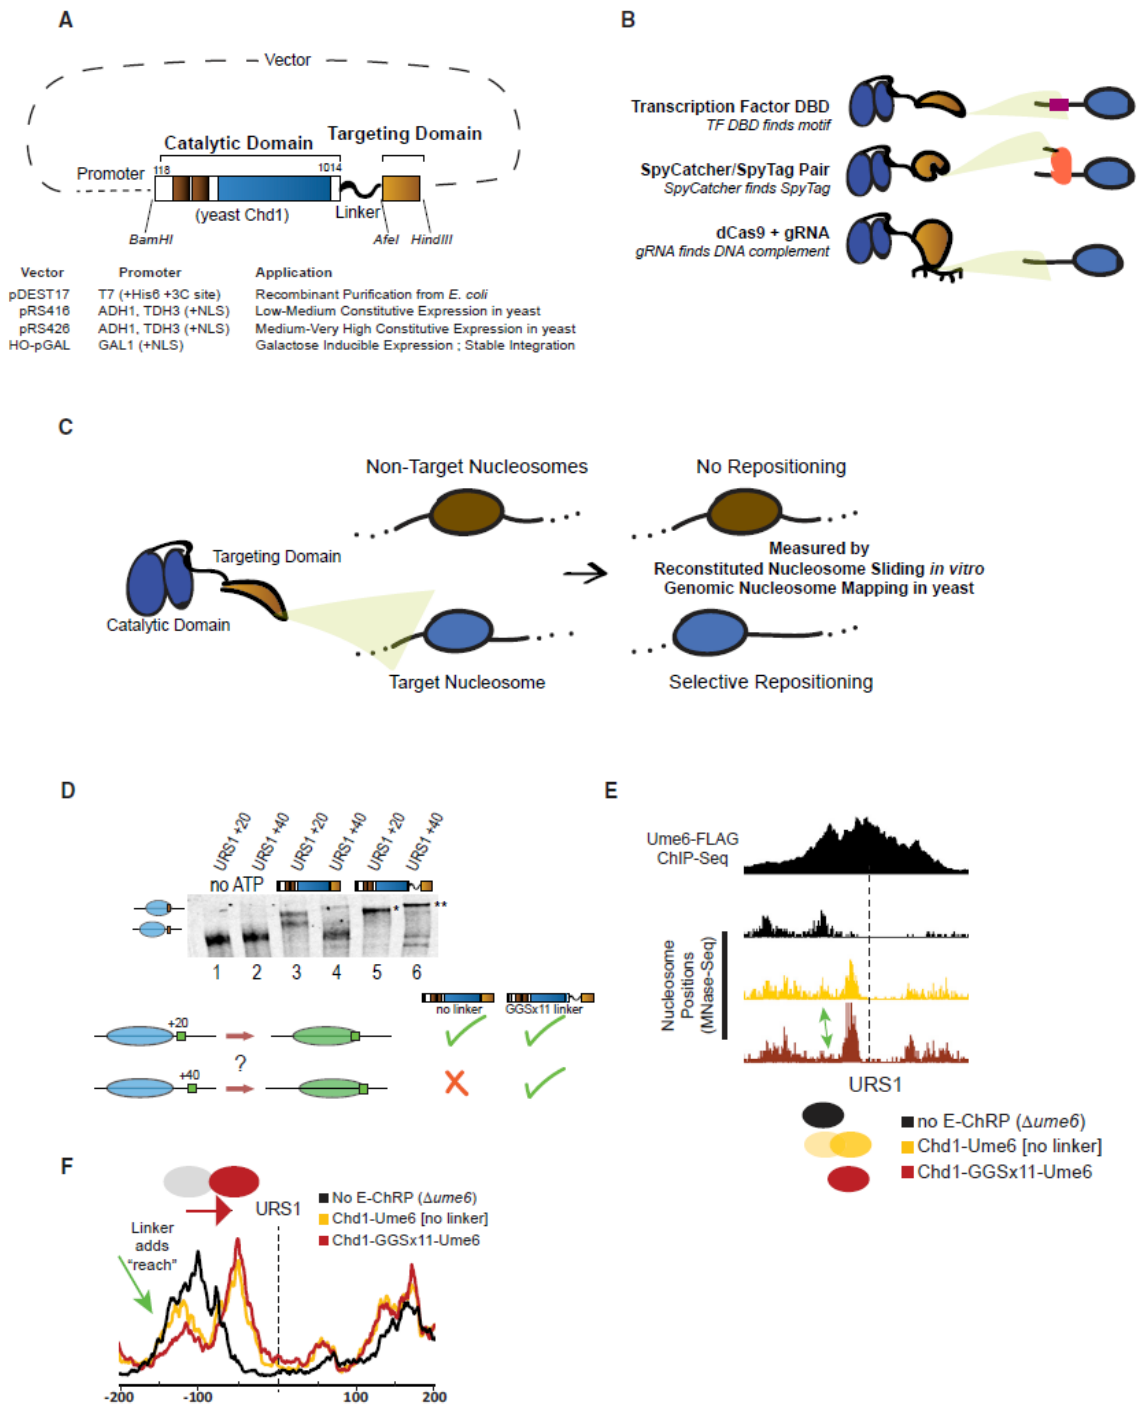 A
Vector
Catalytic Domain
Targeting Domain
Promoter
118
1014
(yeast Chd1)
Linker
BamHI
AfeI
HindIII
Vector Promoter Application
pDEST17 T7 (+His6 +3C site) Recombinant Purification from E. coli
pRS416 ADH1, TDH3 (+NLS) Low-Medium Constitutive Expression in yeast
pRS426 ADH1, TDH3 (+NLS) Medium-Very High Constitutive Expression in yeast
HO-pGAL GAL1 (+NLS) Galactose Inducible Expression ; Stable Integration
B
Transcription Factor DBD
TF DBD finds motif
SpyCatcher/SpyTag Pair
SpyCatcher finds SpyTag
dCas9 + gRNA
gRNA finds DNA complement
C
Non-Target Nucleosomes
No Repositioning
Targeting Domain
Catalytic Domain
Measured by
Reconstituted Nucleosome Sliding in vitro
Genomic Nucleosome Mapping in yeast
Target Nucleosome
Selective Repositioning
D
URS1 +20
URS1 +40
URS1 +20
URS1 +40
URS1 +20
URS1 +40
no ATP
*
**
1 2 3 4 5 6
no linker
GGSx11 linker
+20
?
+40
E
Ume6-FLAG
ChIP-Seq
Nucleosome
Positions
(MNase-Seq)
URS1
no E-ChRP (Δume6)
Chd1-Ume6 [no linker]
Chd1-GGSx11-Ume6
F
URS1
Linker
adds
"reach"
No E-ChRP (Δume6)
Chd1-Ume6 [no linker]
Chd1-GGSx11-Ume6
-200 -100 100 200